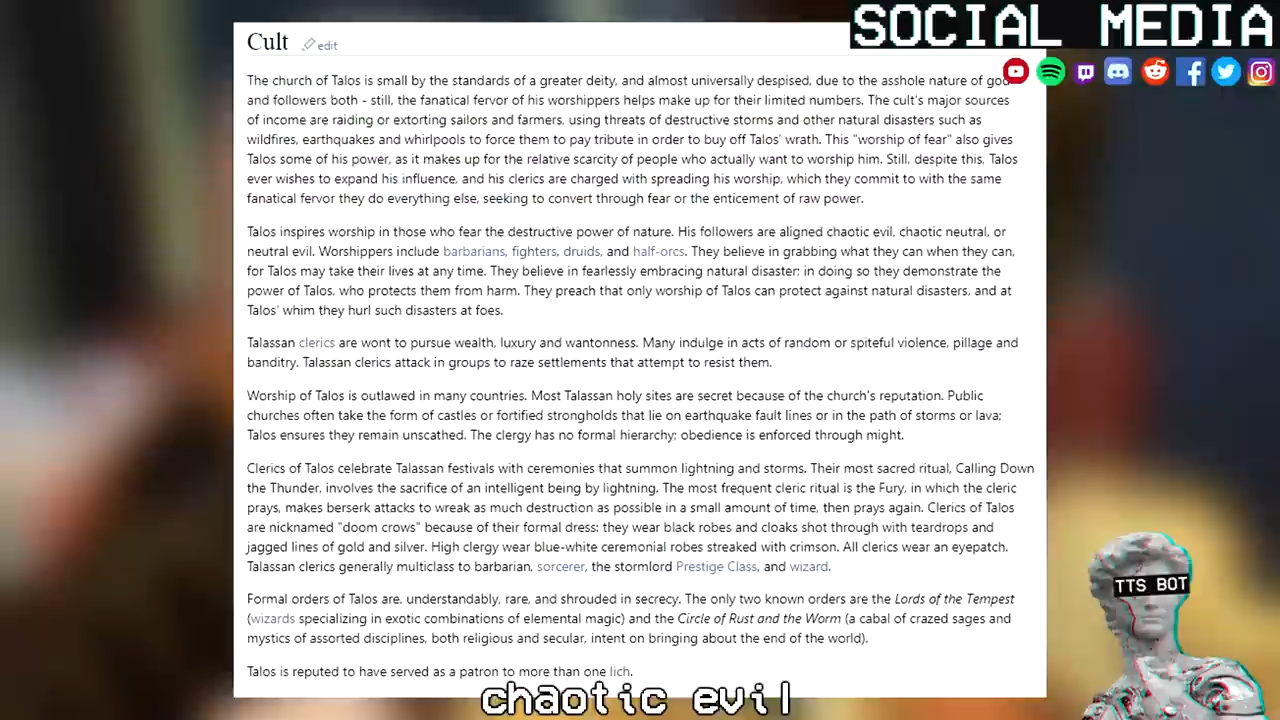 SOCIAL MEDIA
Cult edit
The church of Talos is small by the standards of a greater deity, and almost universally despised, due to the asshole nature of god
and followers both - still, the fanatical fervor of his worshippers helps make up for their limited numbers. The cult's major sources
of income are raiding or extorting sailors and farmers, using threats of destructive storms and other natural disasters such as
wildfires, earthquakes and whirlpools to force them to pay tribute in order to buy off Talos' wrath. This "worship of fear" also gives
Talos some of his power, as it makes up for the relative scarcity of people who actually want to worship him. Still, despite this, Talos
ever wishes to expand his influence, and his clerics are charged with spreading his worship, which they commit to with the same
fanatical fervor they do everything else, seeking to convert through fear or the enticement of raw power.
Talos inspires worship in those who fear the destructive power of nature. His followers are aligned chaotic evil, chaotic neutral, or
neutral evil. Worshippers include barbarians, fighters, druids, and half-orcs. They believe in grabbing what they can when they can,
for Talos may take their lives at any time. They believe in fearlessly embracing natural disaster; in doing so they demonstrate the
power of Talos, who protects them from harm. They preach that only worship of Talos can protect against natural disasters, and at
Talos' whim they hurl such disasters at foes.
Talassan clerics are wont to pursue wealth, luxury and wantonness. Many indulge in acts of random or spiteful violence, pillage and
banditry. Talassan clerics attack in groups to raze settlements that attempt to resist them.
Worship of Talos is outlawed in many countries. Most Talassan holy sites are secret because of the church's reputation. Public
churches often take the form of castles or fortified strongholds that lie on earthquake fault lines or in the path of storms or lava;
Talos ensures they remain unscathed. The clergy has no formal hierarchy; obedience is enforced through might.
Clerics of Talos celebrate Talassan festivals with ceremonies that summon lightning and storms. Their most sacred ritual, Calling Down
the Thunder, involves the sacrifice of an intelligent being by lightning. The most frequent cleric ritual is the Fury, in which the cleric
prays, makes berserk attacks to wreak as much destruction as possible in a small amount of time, then prays again. Clerics of Talos
are nicknamed "doom crows" because of their formal dress: they wear black robes and cloaks shot through with teardrops and
jagged lines of gold and silver. High clergy wear blue-white ceremonial robes streaked with crimson. All clerics wear an eyepatch.
Talassan clerics generally multiclass to barbarian, sorcerer, the stormlord Prestige Class, and wizard.
Formal orders of Talos are, understandably, rare, and shrouded in secrecy. The only two known orders are the Lords of the Tempest
(wizards specializing in exotic combinations of elemental magic) and the Circle of Rust and the Worm (a cabal of crazed sages and
mystics of assorted disciplines, both religious and secular, intent on bringing about the end of the world).
Talos is reputed to have served as a patron to more than one lich.
TTS BOT
chaotic evil